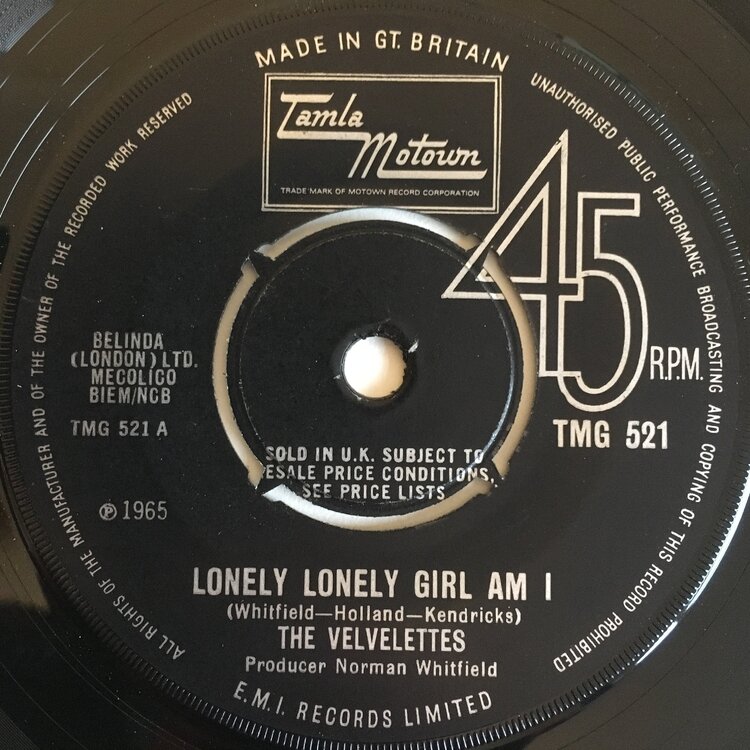 MADE IN GT. BRITAIN
UNAUTHORISED PUBLIC PERFORMANCE BROADCASTING AND COPYING OF THIS RECORD PROHIBITED
ALL RIGHTS OF THE MANUFACTURER AND OF THE OWNER OF THE RECORDED WORK RESERVED
Tamla
Motown
TRADE MARK OF MOTOWN RECORD CORPORATION
45
R.P.M.
BELINDA
(LONDON) LTD.
MECOLICO
BIEM/NCB
TMG 521 A
TMG 521
SOLD IN U.K. SUBJECT TO
ESALE PRICE CONDITIONS,
SEE PRICE LISTS
℗ 1965
LONELY LONELY GIRL AM I
(Whitfield—Holland—Kendricks)
THE VELVELETTES
Producer Norman Whitfield
E.M.I. RECORDS LIMITED